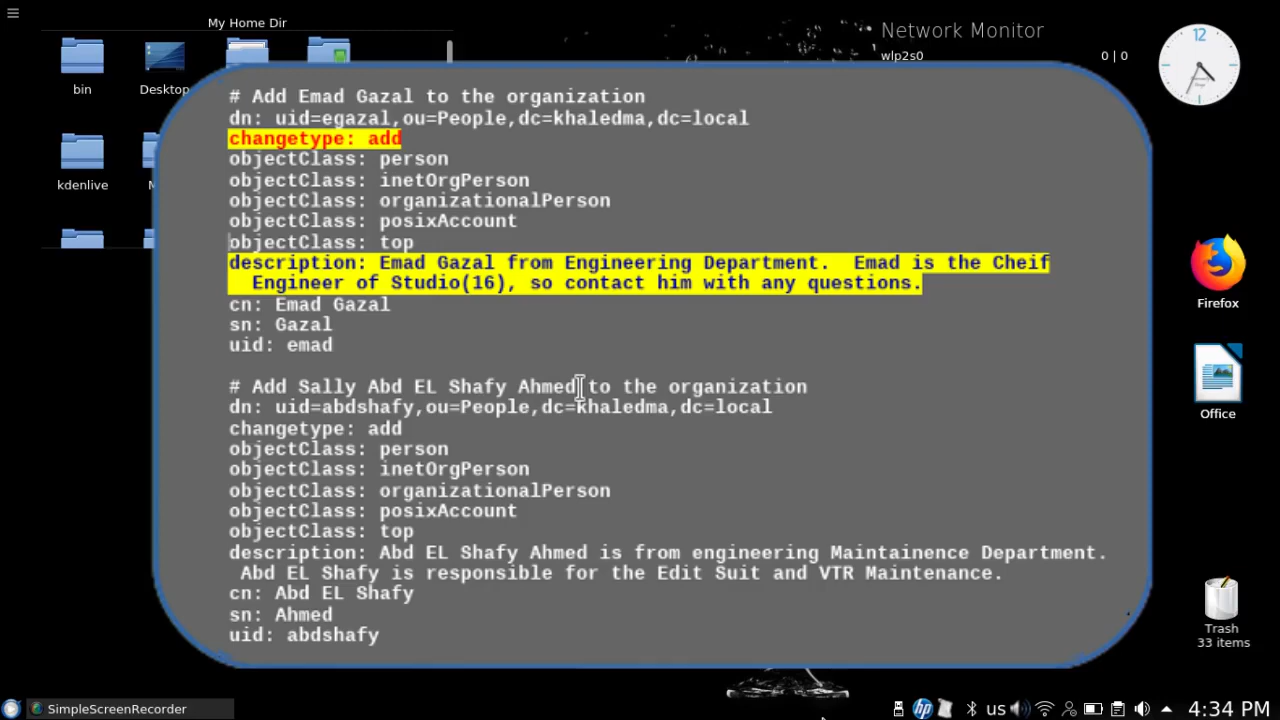 My Home Dir
Network Monitor
wlp2s0
0 | 0
12
bin
Desktop
kdenlive
# Add Emad Gazal to the organization
dn: uid=egazal,ou=People,dc=khaledma,dc=local
changetype: add
objectClass: person
objectClass: inetOrgPerson
objectClass: organizationalPerson
objectClass: posixAccount
objectClass: top
description: Emad Gazal from Engineering Department.  Emad is the Cheif
  Engineer of Studio(16), so contact him with any questions.
cn: Emad Gazal
sn: Gazal
uid: emad
# Add Sally Abd EL Shafy Ahmed to the organization
dn: uid=abdshafy,ou=People,dc=khaledma,dc=local
changetype: add
objectClass: person
objectClass: inetOrgPerson
objectClass: organizationalPerson
objectClass: posixAccount
objectClass: top
description: Abd EL Shafy Ahmed is from engineering Maintainence Department.
 Abd EL Shafy is responsible for the Edit Suit and VTR Maintenance.
cn: Abd EL Shafy
sn: Ahmed
uid: abdshafy
Firefox
Office
Trash
33 items
SimpleScreenRecorder
hp
us
4:34 PM